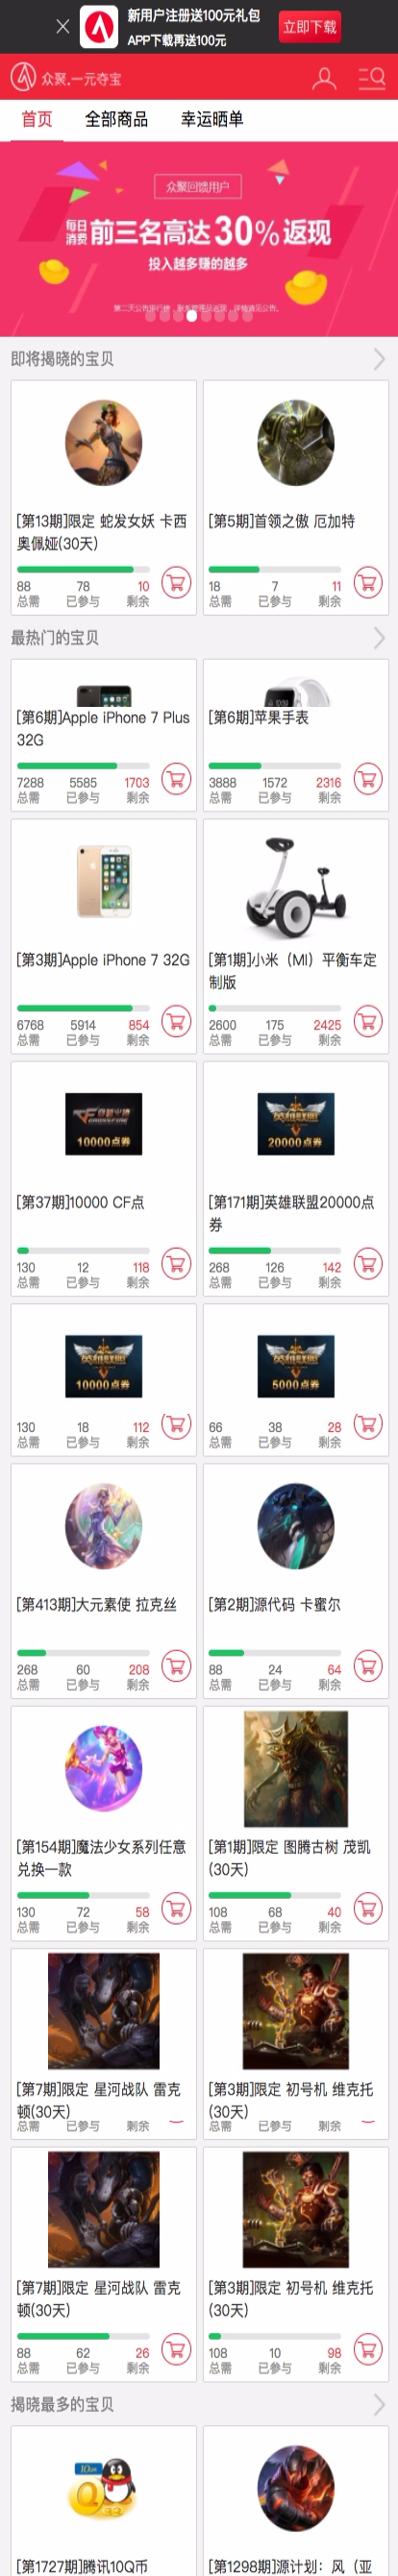 新用户注册送100元礼包
APP下载再送100元
立即下载
众聚.一元夺宝
首页 全部商品 幸运晒单
众聚回馈用户
每日消费 前三名高达30%返现
投入越多赚的越多
即将揭晓的宝贝
[第13期]限定 蛇发女妖 卡西
奥佩娅(30天)
88 78 10
总需 已参与 剩余
[第5期]首领之傲 厄加特
18 7 11
总需 已参与 剩余
最热门的宝贝
[第6期]Apple iPhone 7 Plus
32G
7288 5585 1703
总需 已参与 剩余
[第6期]苹果手表
3888 1572 2316
总需 已参与 剩余
[第3期]Apple iPhone 7 32G
6768 5914 854
总需 已参与 剩余
[第1期]小米（MI）平衡车定
制版
2600 175 2425
总需 已参与 剩余
10000点券
[第37期]10000 CF点
130 12 118
总需 已参与 剩余
英雄联盟
20000点券
[第171期]英雄联盟20000点
券
268 126 142
总需 已参与 剩余
英雄联盟
10000点券
130 18 112
总需 已参与 剩余
英雄联盟
5000点券
66 38 28
总需 已参与 剩余
[第413期]大元素使 拉克丝
268 60 208
总需 已参与 剩余
[第2期]源代码 卡蜜尔
88 24 64
总需 已参与 剩余
[第154期]魔法少女系列任意
兑换一款
130 72 58
总需 已参与 剩余
[第1期]限定 图腾古树 茂凯
(30天)
108 68 40
总需 已参与 剩余
[第7期]限定 星河战队 雷克
顿(30天)
总需 已参与 剩余
[第3期]限定 初号机 维克托
(30天)
总需 已参与 剩余
[第7期]限定 星河战队 雷克
顿(30天)
88 62 26
总需 已参与 剩余
[第3期]限定 初号机 维克托
(30天)
108 10 98
总需 已参与 剩余
揭晓最多的宝贝
[第1727期]腾讯10Q币
[第1298期]源计划：风（亚